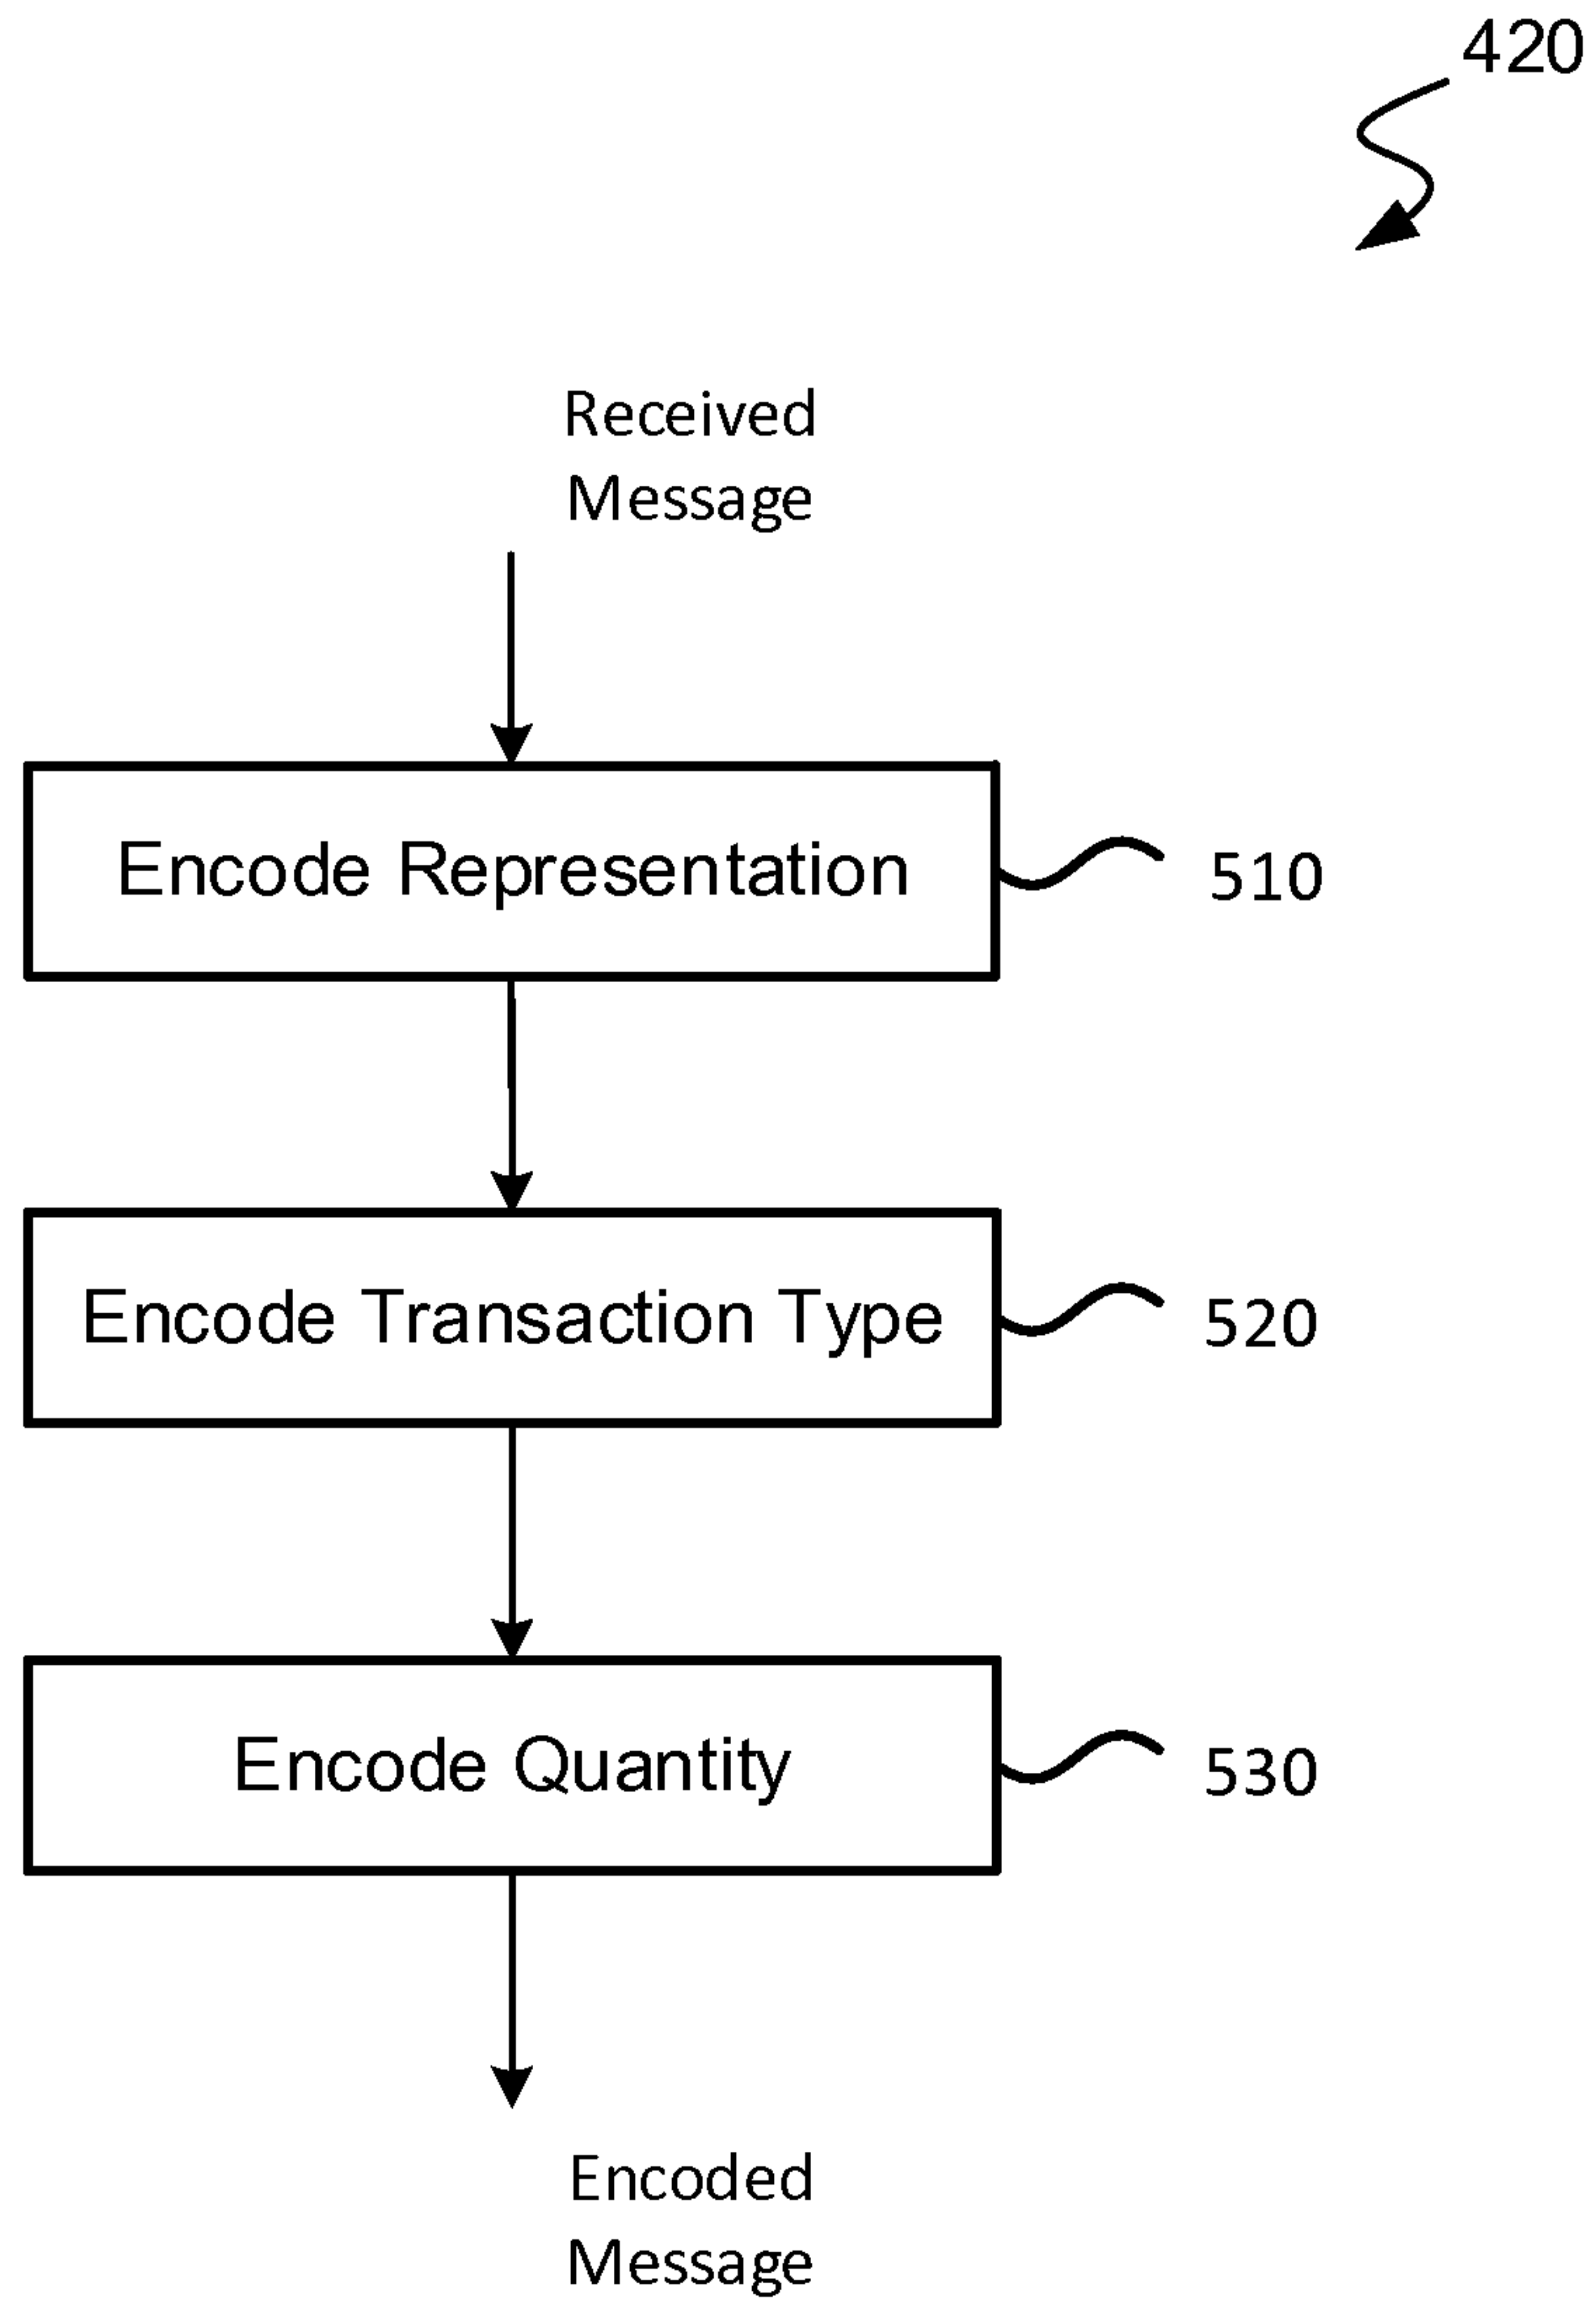 420
Received
Message
Encode Representation
510
Encode Transaction Type
520
Encode Quantity
530
Encoded
Message